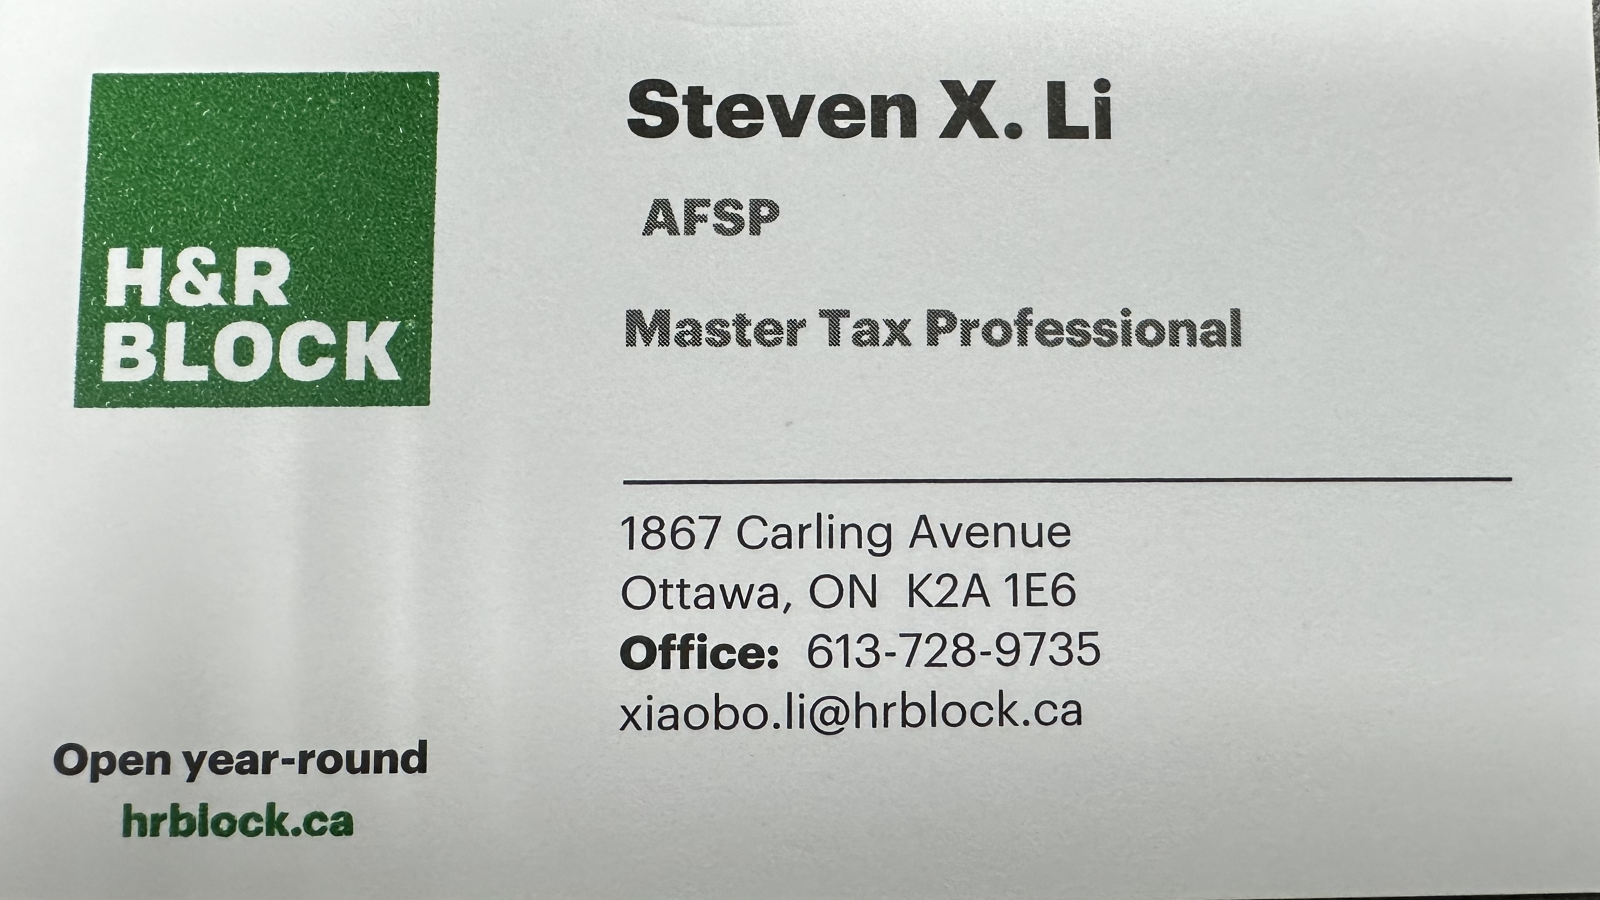 H&R
BLOCK
Steven X. Li
AFSP
Master Tax Professional
1867 Carling Avenue
Ottawa, ON  K2A 1E6
Office:  613-728-9735
xiaobo.li@hrblock.ca
Open year-round
hrblock.ca